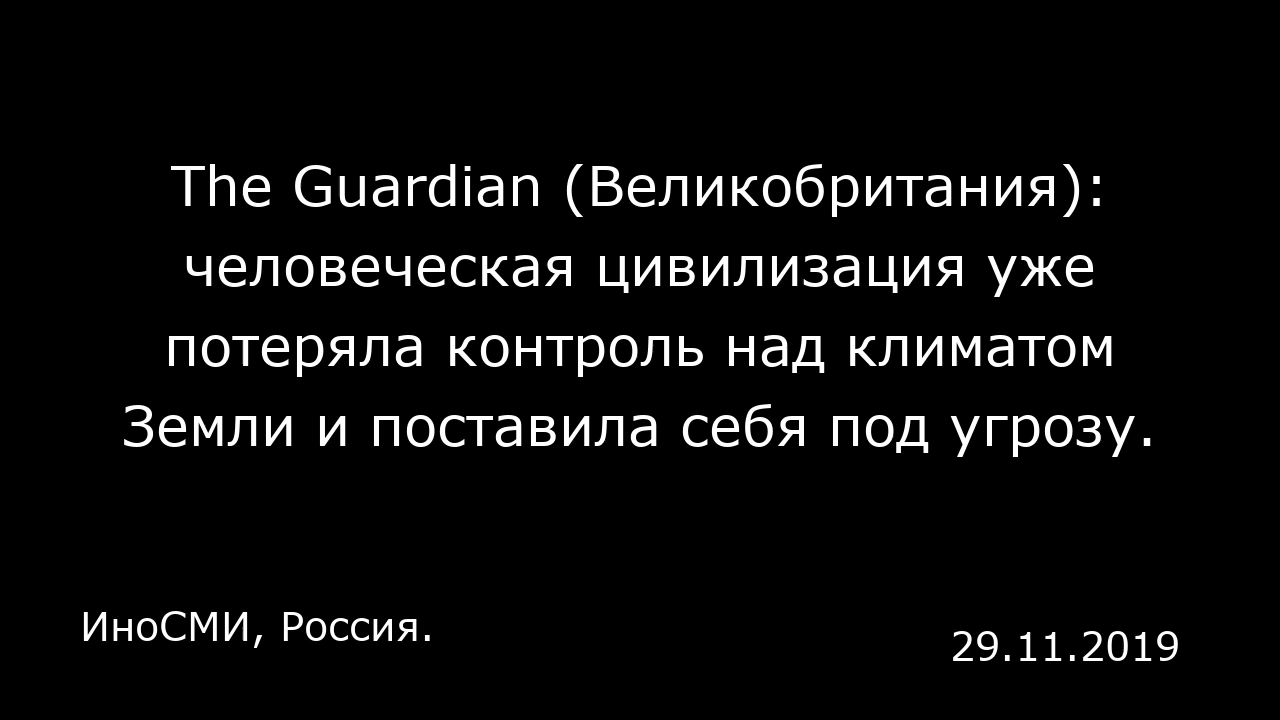 The Guardian (Великобритания):
человеческая цивилизация уже
потеряла контроль над климатом
Земли и поставила себя под угрозу.
ИноСМИ, Россия.
29.11.2019